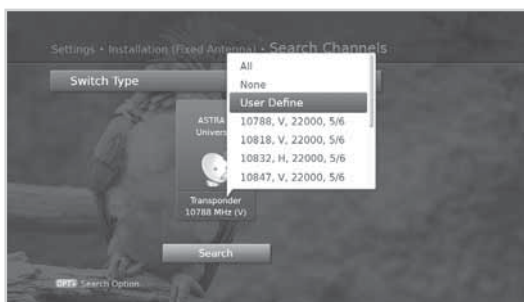 Settings • Installation (Fixed Antenna) • Search Channels
Switch Type
All
None
User Define
10788, V, 22000, 5/6
10818, V, 22000, 5/6
10832, H, 22000, 5/6
10847, V, 22000, 5/6
ASTRA
Univers
Transponder
10788 MHz (V)
Search
OPT+ Search Option